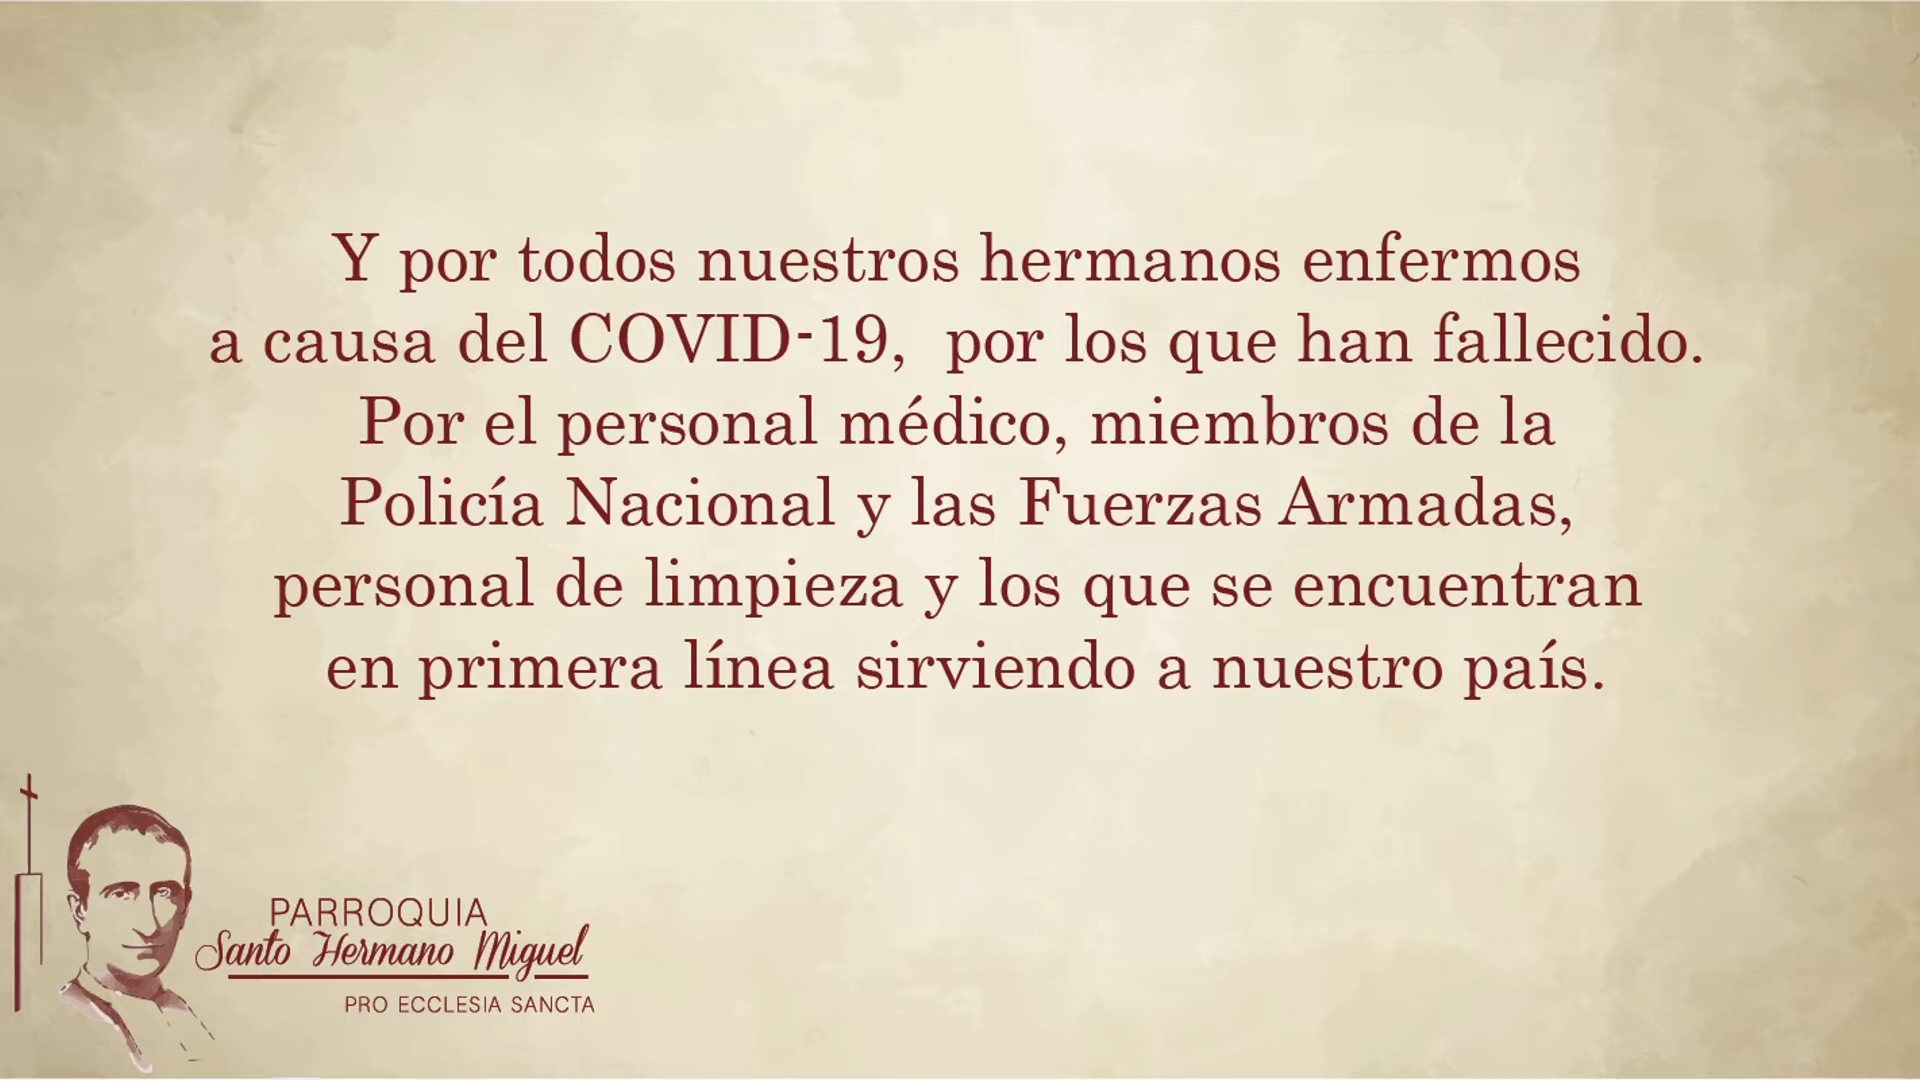 Y por todos nuestros hermanos enfermos
a causa del COVID-19, por los que han fallecido.
Por el personal médico, miembros de la
Policía Nacional y las Fuerzas Armadas,
personal de limpieza y los que se encuentran
en primera línea sirviendo a nuestro país.
PARROQUIA
Santo Hermano Miguel
PRO ECCLESIA SANCTA